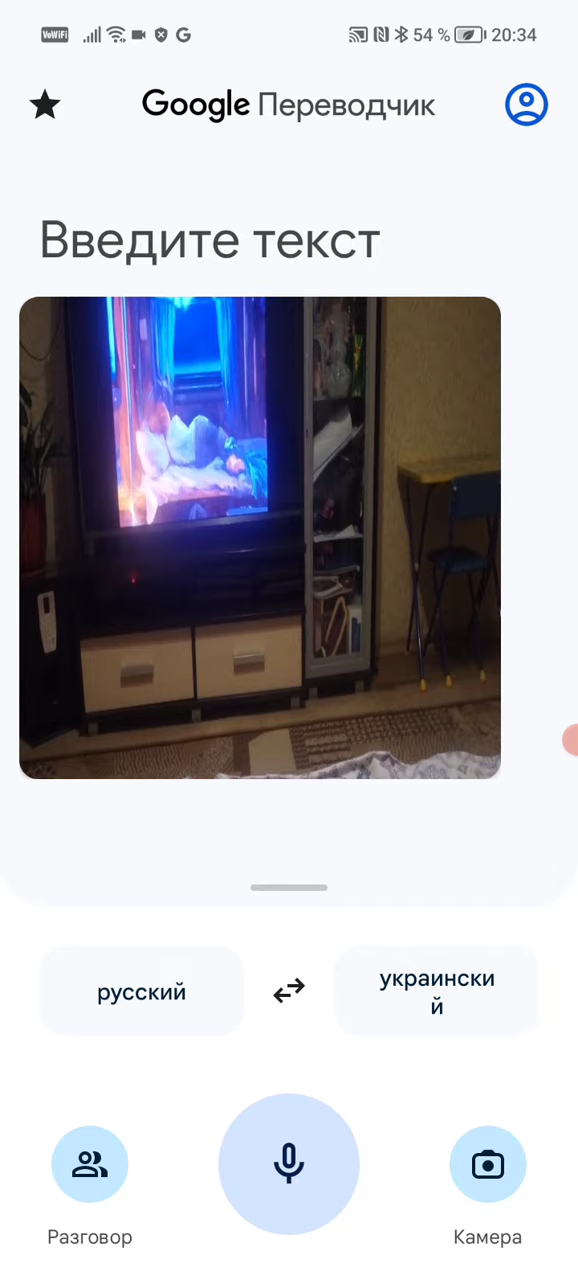 VoWiFi 54 % 20:34
Google Переводчик
Введите текст
русский
украински
й
Разговор
Камера